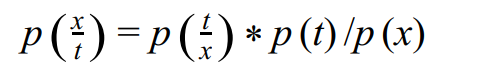 p(x/t) = p(t/x) * p(t)/p(x)